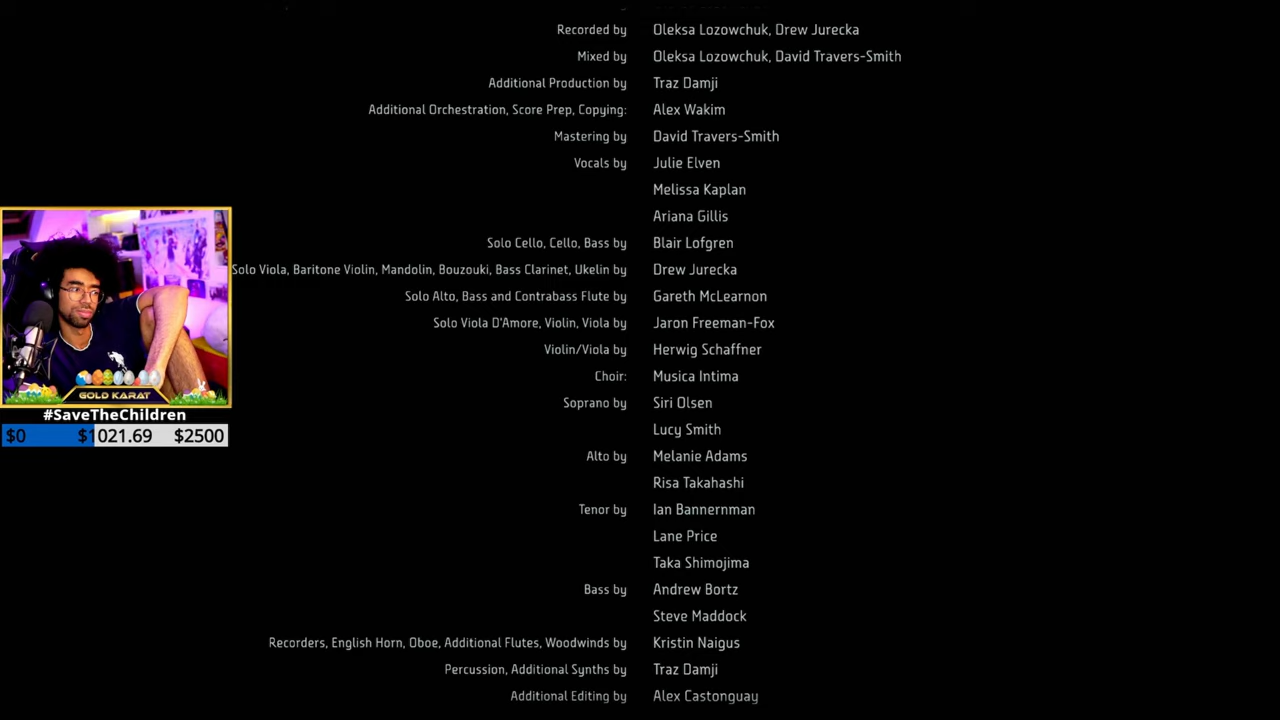 Recorded by Oleksa Lozowchuk, Drew Jurecka
Mixed by Oleksa Lozowchuk, David Travers-Smith
Additional Production by Traz Damji
Additional Orchestration, Score Prep, Copying: Alex Wakim
Mastering by David Travers-Smith
Vocals by Julie Elven
Melissa Kaplan
Ariana Gillis
Solo Cello, Cello, Bass by Blair Lofgren
Solo Viola, Baritone Violin, Mandolin, Bouzouki, Bass Clarinet, Ukelin by Drew Jurecka
Solo Alto, Bass and Contrabass Flute by Gareth McLearnon
Solo Viola D'Amore, Violin, Viola by Jaron Freeman-Fox
Violin/Viola by Herwig Schaffner
Choir: Musica Intima
Soprano by Siri Olsen
Lucy Smith
Alto by Melanie Adams
Risa Takahashi
Tenor by Ian Bannernman
Lane Price
Taka Shimojima
Bass by Andrew Bortz
Steve Maddock
Recorders, English Horn, Oboe, Additional Flutes, Woodwinds by Kristin Naigus
Percussion, Additional Synths by Traz Damji
Additional Editing by Alex Castonguay
GOLD KARAT
#SaveTheChildren
$0 $1021.69 $2500